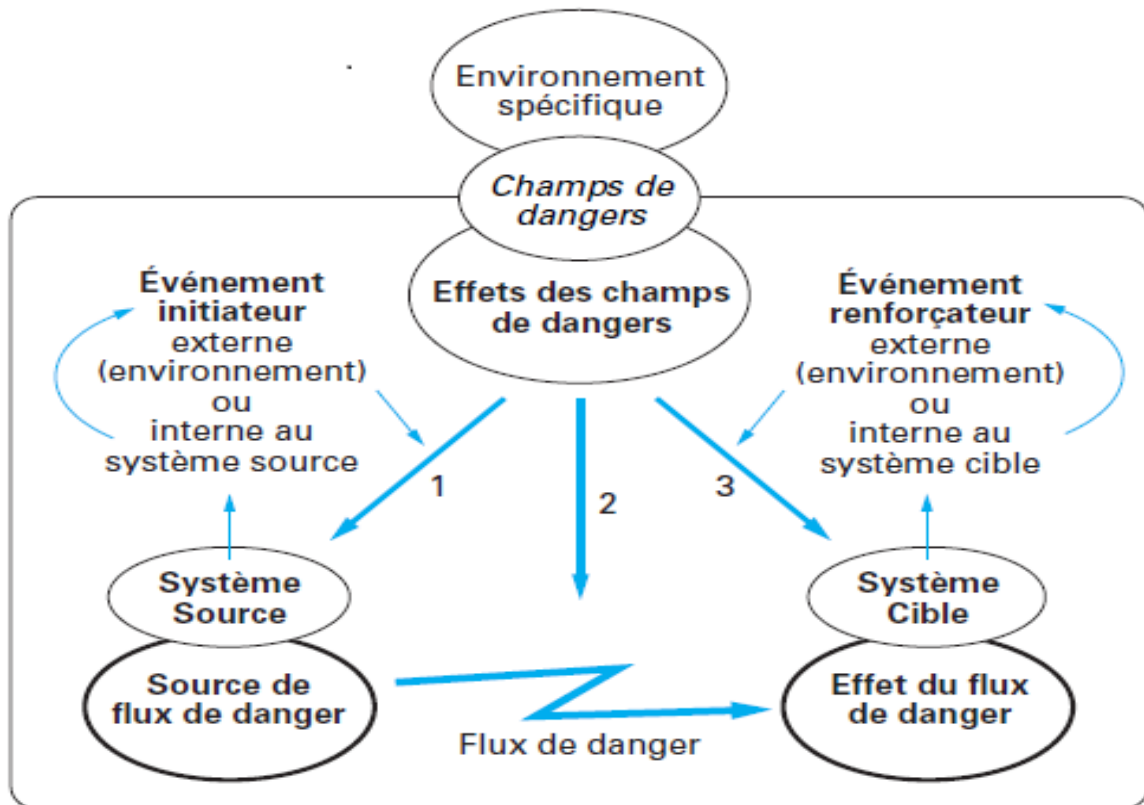 Environnement
spécifique
Champs de
dangers
Effets des champs
de dangers
Événement
initiateur
externe
(environnement)
ou
interne au
système source
Événement
renforçateur
externe
(environnement)
ou
interne au
système cible
1
2
3
Système
Source
Source de
flux de danger
Flux de danger
Système
Cible
Effet du flux
de danger